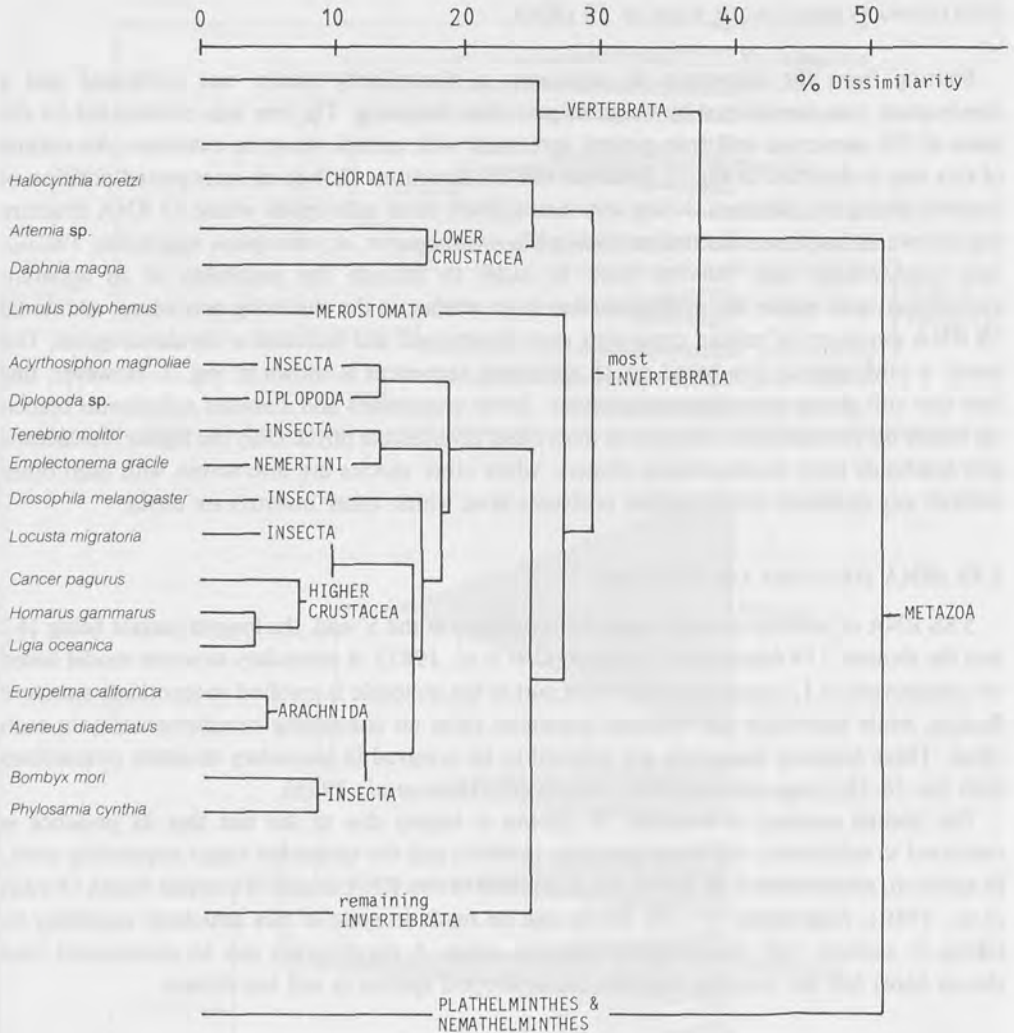 0 10 20 30 40 50
% Dissimilarity
VERTEBRATA
Halocynthia roretzi CHORDATA
Artemia sp. LOWER
CRUSTACEA
Daphnia magna
Limulus polyphemus MEROSTOMATA
Acyrthosiphon magnoliae INSECTA most
INVERTEBRATA
Diplopoda sp. DIPLOPODA
Tenebro molitor INSECTA
Emplectonema gracile NEMERTINI
Drosophila melanogaster INSECTA
Locusta migratoria INSECTA
Cancer pagurus HIGHER
CRUSTACEA
Homarus gammarus METAZOA
Ligia oceanica
Eurypelma californica ARACHNIDA
Areneus diadematus
Bombyx mori INSECTA
Phylosamia cynthia
remaining
INVERTEBRATA
PLATHELMINTHES &
NEMATHELMINTHES